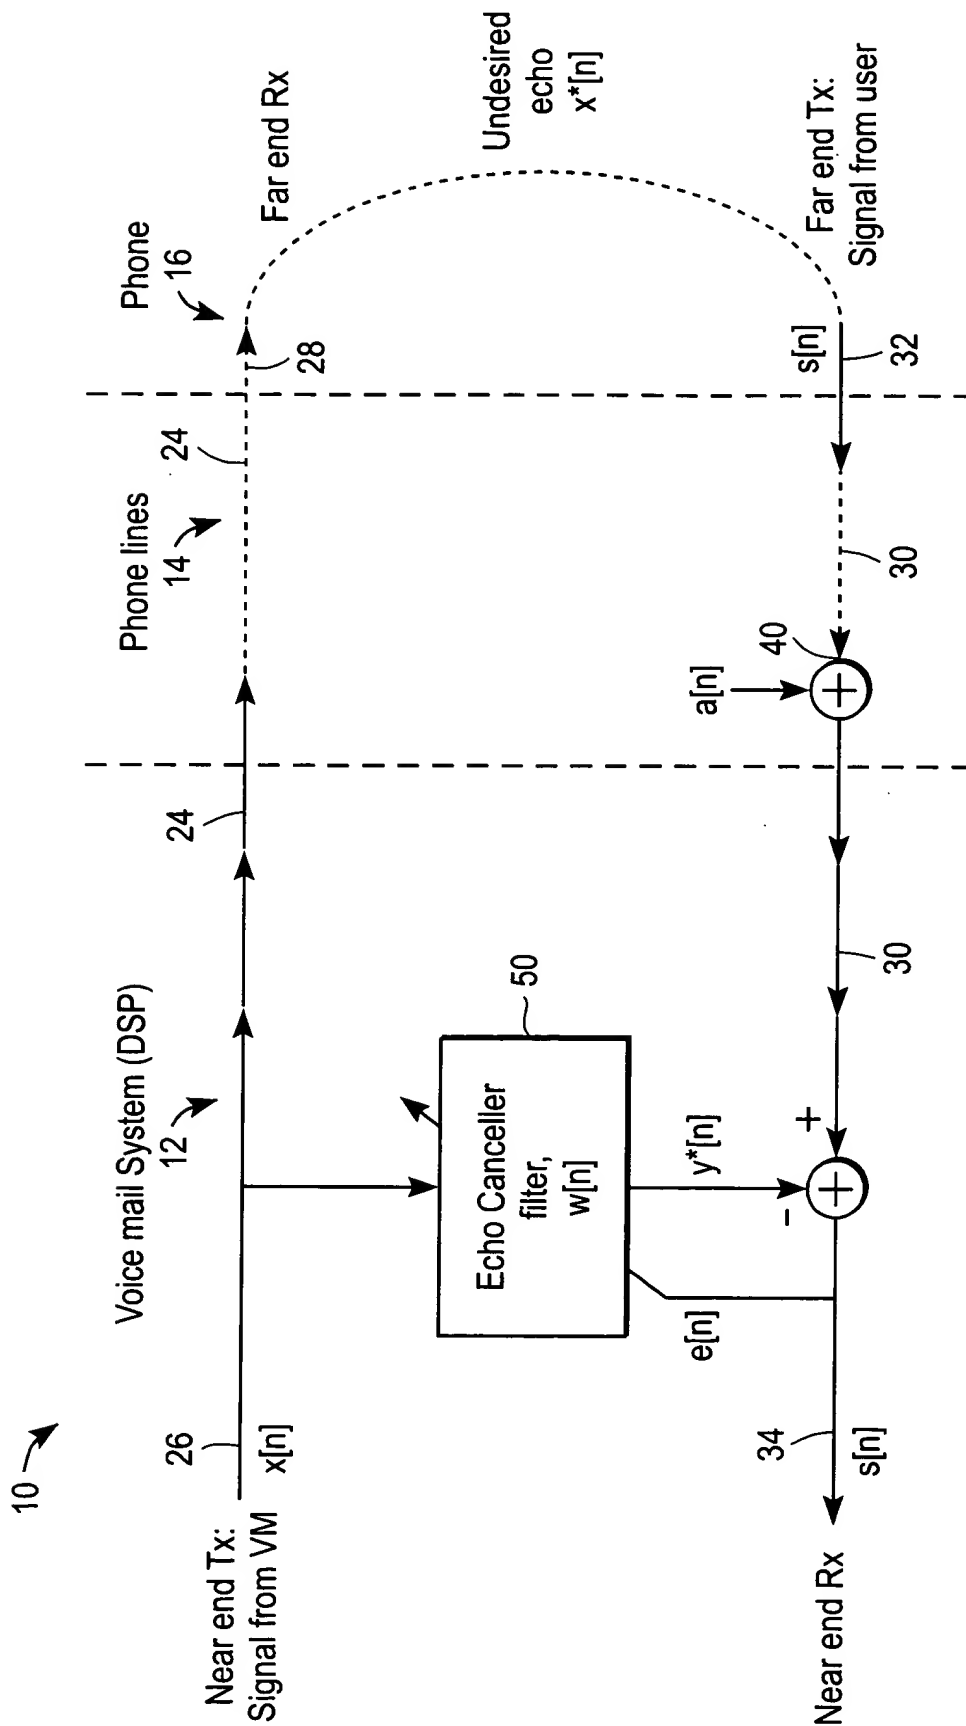 10
Voice mail System (DSP)
12
Phone lines
14
Phone
16
Near end Tx:
Signal from VM
26
x[n]
24
24
28
Far end Rx
Echo Canceller
filter,
w[n]
50
Undesired
echo
x*[n]
e[n]
y*[n]
-
+
a[n]
+
40
+
s[n]
Far end Tx:
Signal from user
Near end Rx
34
s[n]
30
30
32